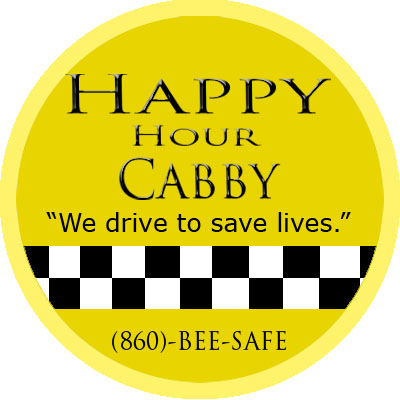 Happy
Hour
Cabby
“We drive to save lives.”
(860)-BEE-SAFE